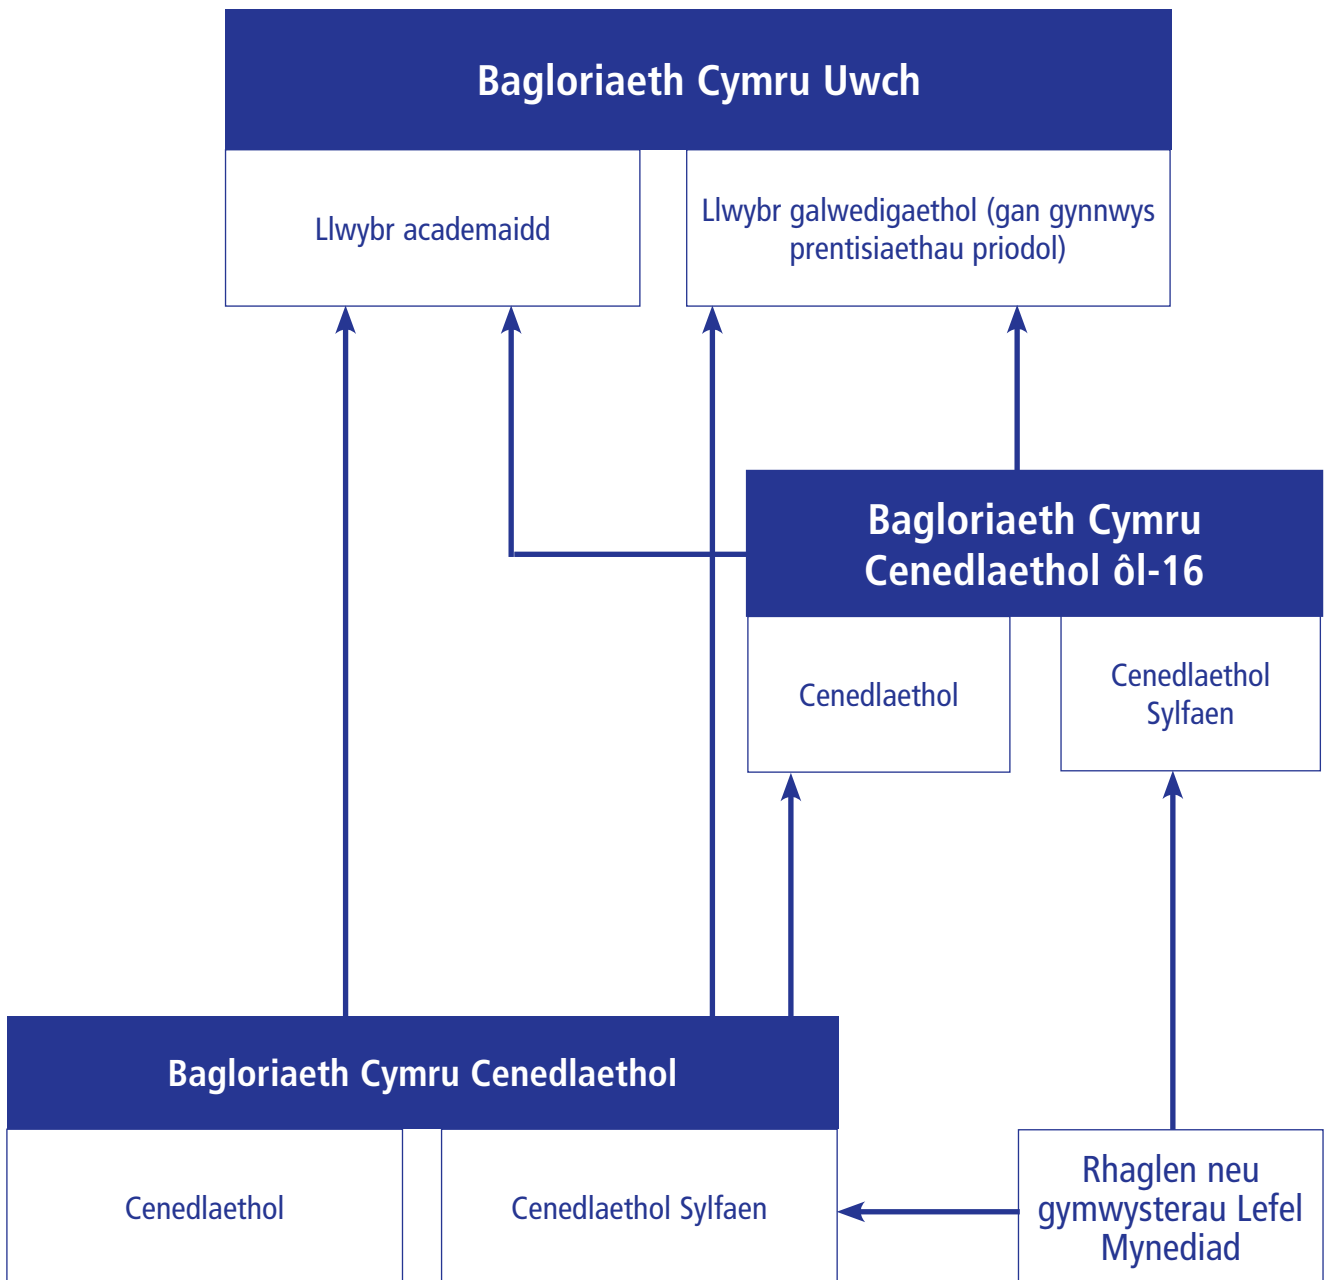 Bagloriaeth Cymru Uwch
Llwybr academaidd
Llwybr galwedigaethol (gan gynnwys
prentisiaethau priodol)
Bagloriaeth Cymru
Cenedlaethol ôl-16
Cenedlaethol
Cenedlaethol
Sylfaen
Bagloriaeth Cymru Cenedlaethol
Cenedlaethol
Cenedlaethol Sylfaen
Rhaglen neu
gymwysterau Lefel
Mynediad